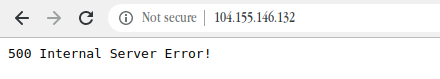 Not secure | 104.155.146.132
500 Internal Server Error!